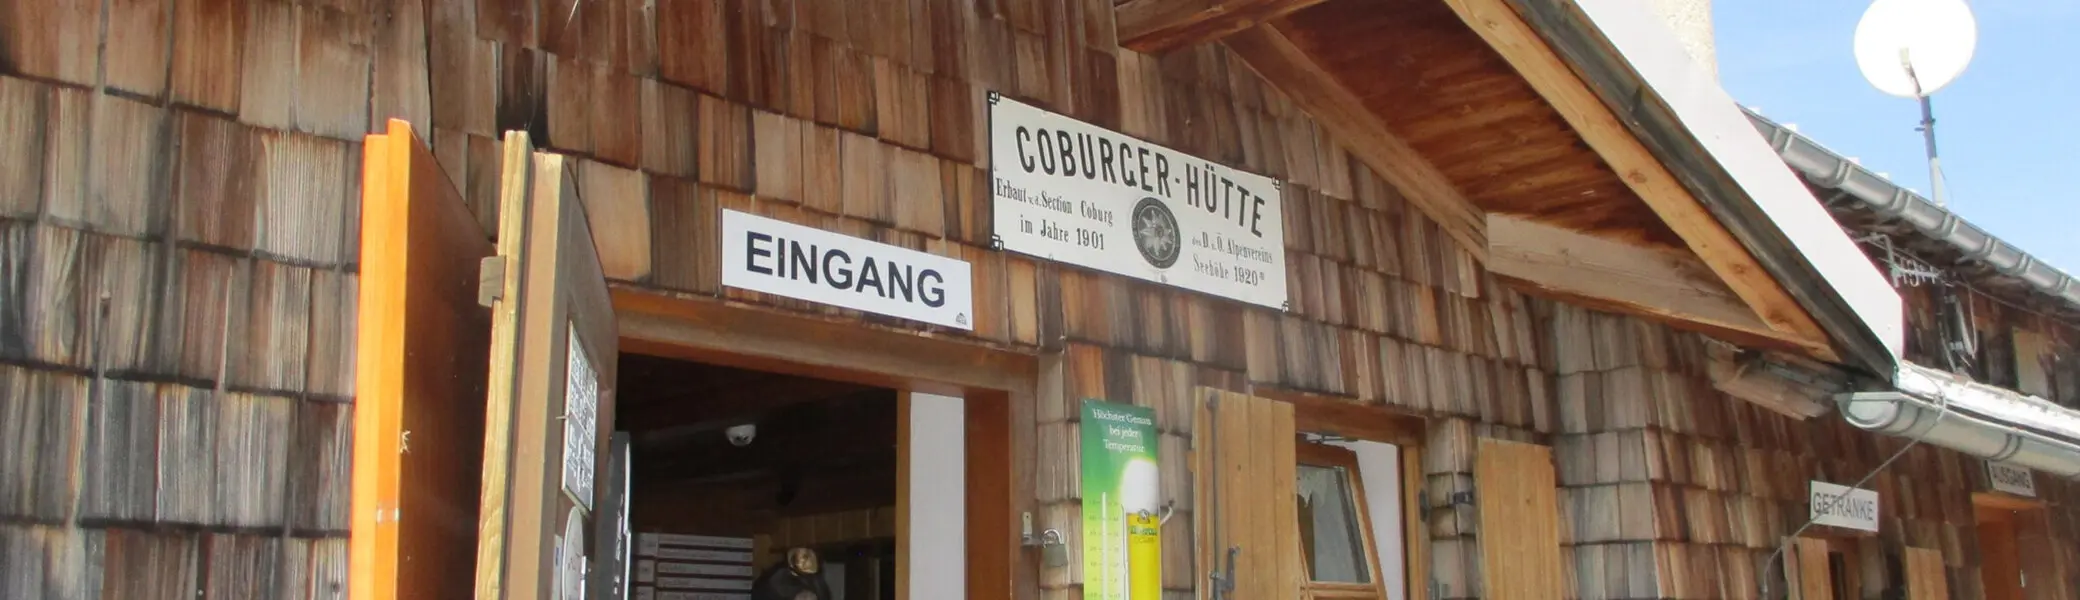 COBURGER-HÜTTE
Erbaut v. d. Section Coburg
im Jahre 1901
des D. u. Ö. Alpenvereins
Seehöhe 1920 m
EINGANG
Höchster Genuss
bei jeder
Temperatur
GETRÄNKE
AUSGANG